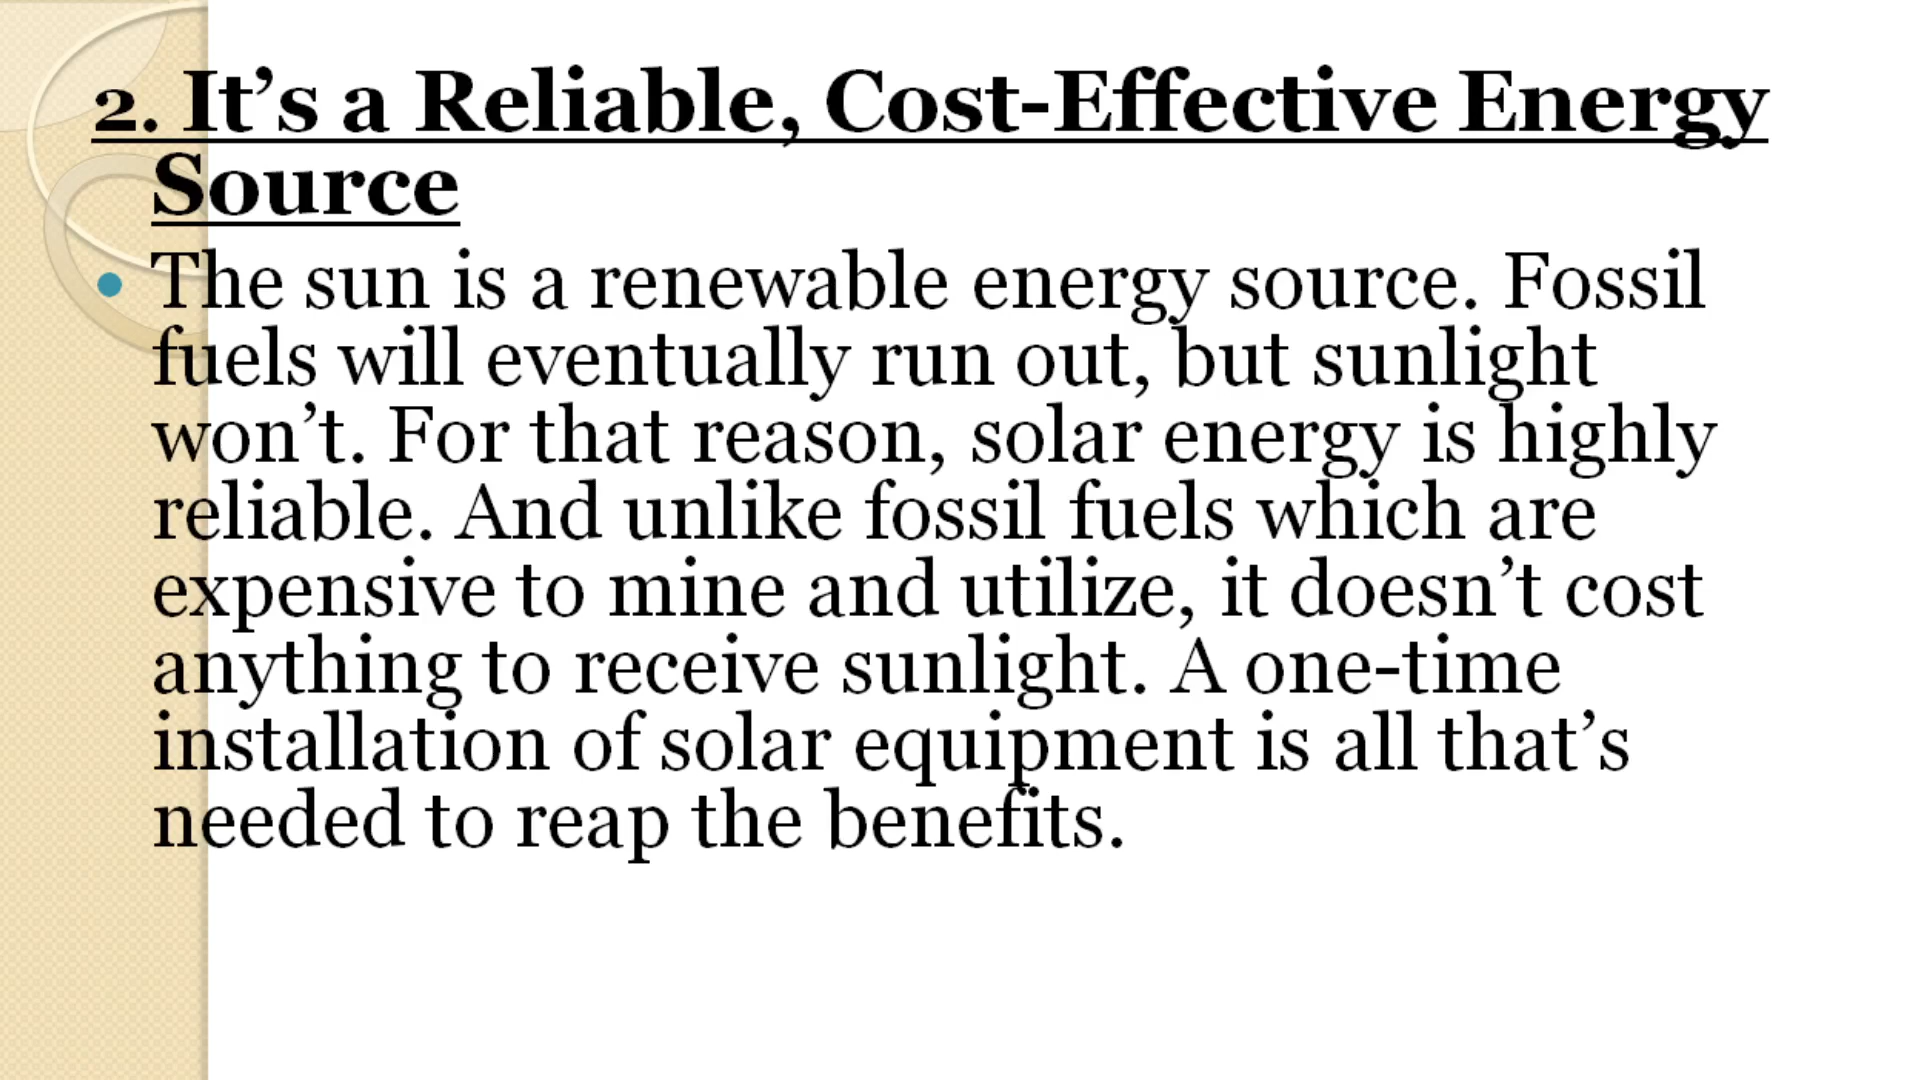 2. It’s a Reliable, Cost-Effective Energy
Source
• The sun is a renewable energy source. Fossil
fuels will eventually run out, but sunlight
won’t. For that reason, solar energy is highly
reliable. And unlike fossil fuels which are
expensive to mine and utilize, it doesn’t cost
anything to receive sunlight. A one-time
installation of solar equipment is all that’s
needed to reap the benefits.